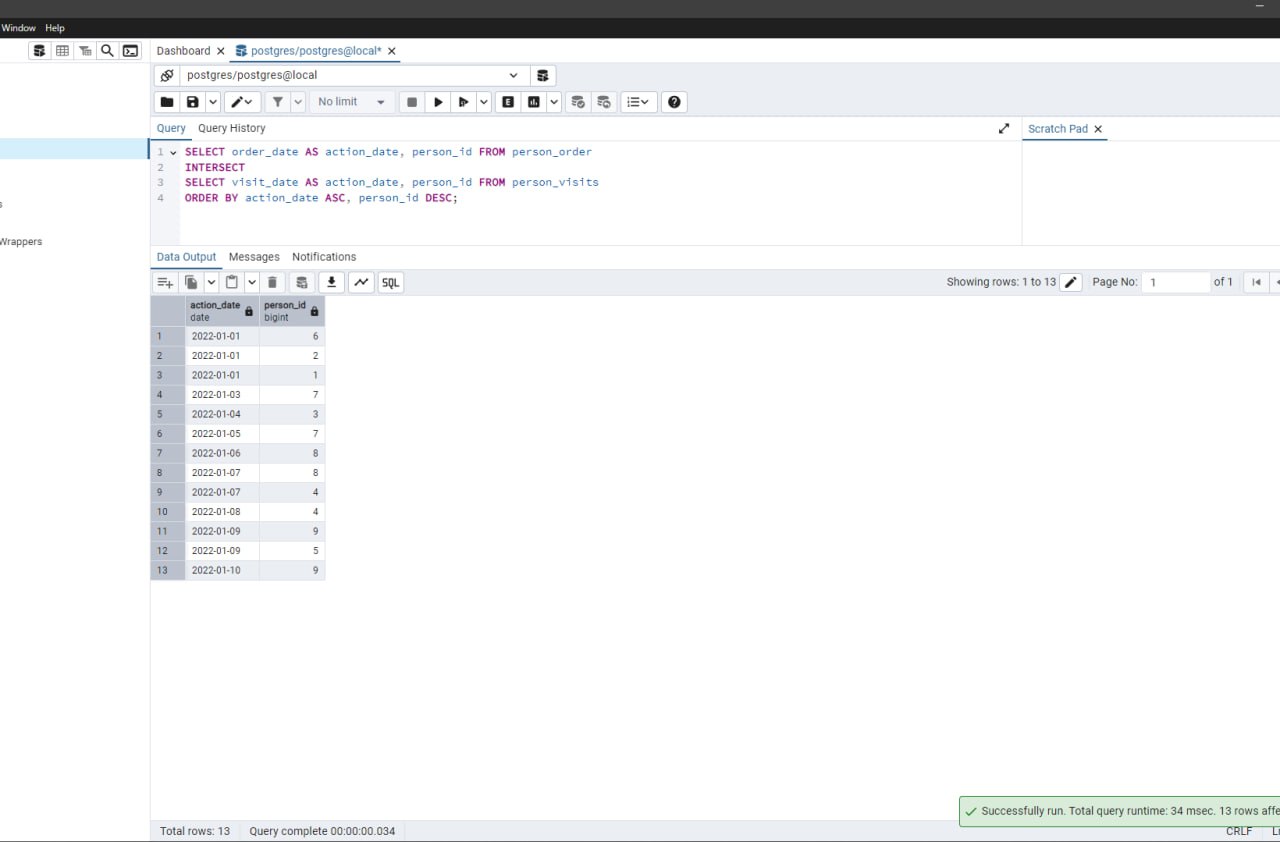 Window Help
Dashboard postgres/postgres@local*
postgres/postgres@local
No limit
Query Query History
Scratch Pad
1 SELECT order_date AS action_date, person_id FROM person_order
2 INTERSECT
3 SELECT visit_date AS action_date, person_id FROM person_visits
4 ORDER BY action_date ASC, person_id DESC;
s
Wrappers
Data Output Messages Notifications
SQL Showing rows: 1 to 13 Page No: 1 of 1
action_date person_id
date bigint
1 2022-01-01 6
2 2022-01-01 2
3 2022-01-01 1
4 2022-01-03 7
5 2022-01-04 3
6 2022-01-05 7
7 2022-01-06 8
8 2022-01-07 8
9 2022-01-07 4
10 2022-01-08 4
11 2022-01-09 9
12 2022-01-09 5
13 2022-01-10 9
Successfully run. Total query runtime: 34 msec. 13 rows affe
Total rows: 13 Query complete 00:00:00.034
CRLF